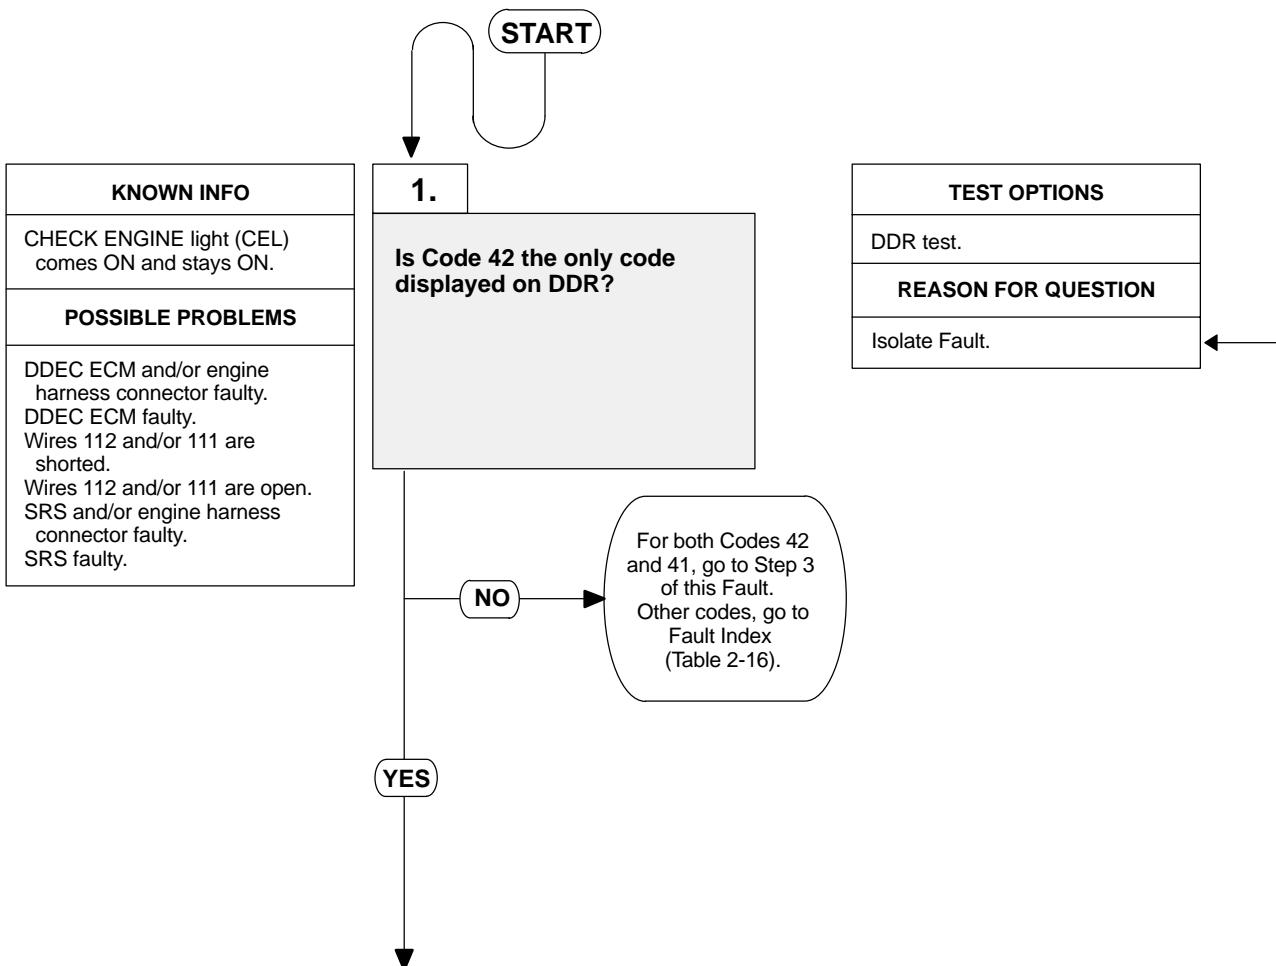 START
KNOWN INFO
CHECK ENGINE light (CEL)
comes ON and stays ON.
POSSIBLE PROBLEMS
DDEC ECM and/or engine
harness connector faulty.
DDEC ECM faulty.
Wires 112 and/or 111 are
shorted.
Wires 112 and/or 111 are open.
SRS and/or engine harness
connector faulty.
SRS faulty.
1.
Is Code 42 the only code
displayed on DDR?
TEST OPTIONS
DDR test.
REASON FOR QUESTION
Isolate Fault.
NO
For both Codes 42
and 41, go to Step 3
of this Fault.
Other codes, go to
Fault Index
(Table 2-16).
YES